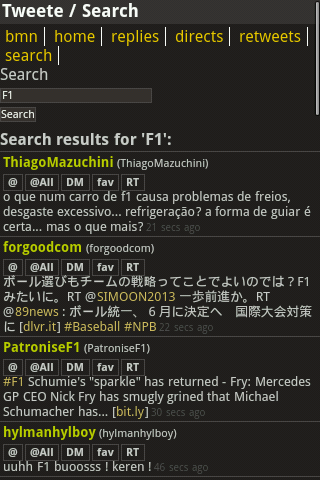 Tweete / Search
bmn | home | replies | directs | retweets |
search |
Search
F1
Search
Search results for 'F1':
ThiagoMazuchini (ThiagoMazuchini)
@ @All DM fav RT
o que num carro de f1 causa problemas de freios,
desgaste excessivo... refrigeração? a forma de guiar é
certa... mas o que mais? 21 secs ago
forgoodcom (forgoodcom)
@ @All DM fav RT
ボール選びもチームの戦略ってことでよいのでは？F1
みたいに。RT @SIMOON2013 一歩前進か。RT
@89news : ボール統一、６月に決定へ　国際大会対策
に [dlvr.it] #Baseball #NPB 22 secs ago
PatroniseF1 (PatroniseF1)
@ @All DM fav RT
#F1 Schumie's "sparkle" has returned - Fry: Mercedes
GP CEO Nick Fry has smugly grined that Michael
Schumacher has... [bit.ly] 30 secs ago
hylmanhylboy (hylmanhylboy)
@ @All DM fav RT
uuhh F1 buoosss ! keren ! 46 secs ago